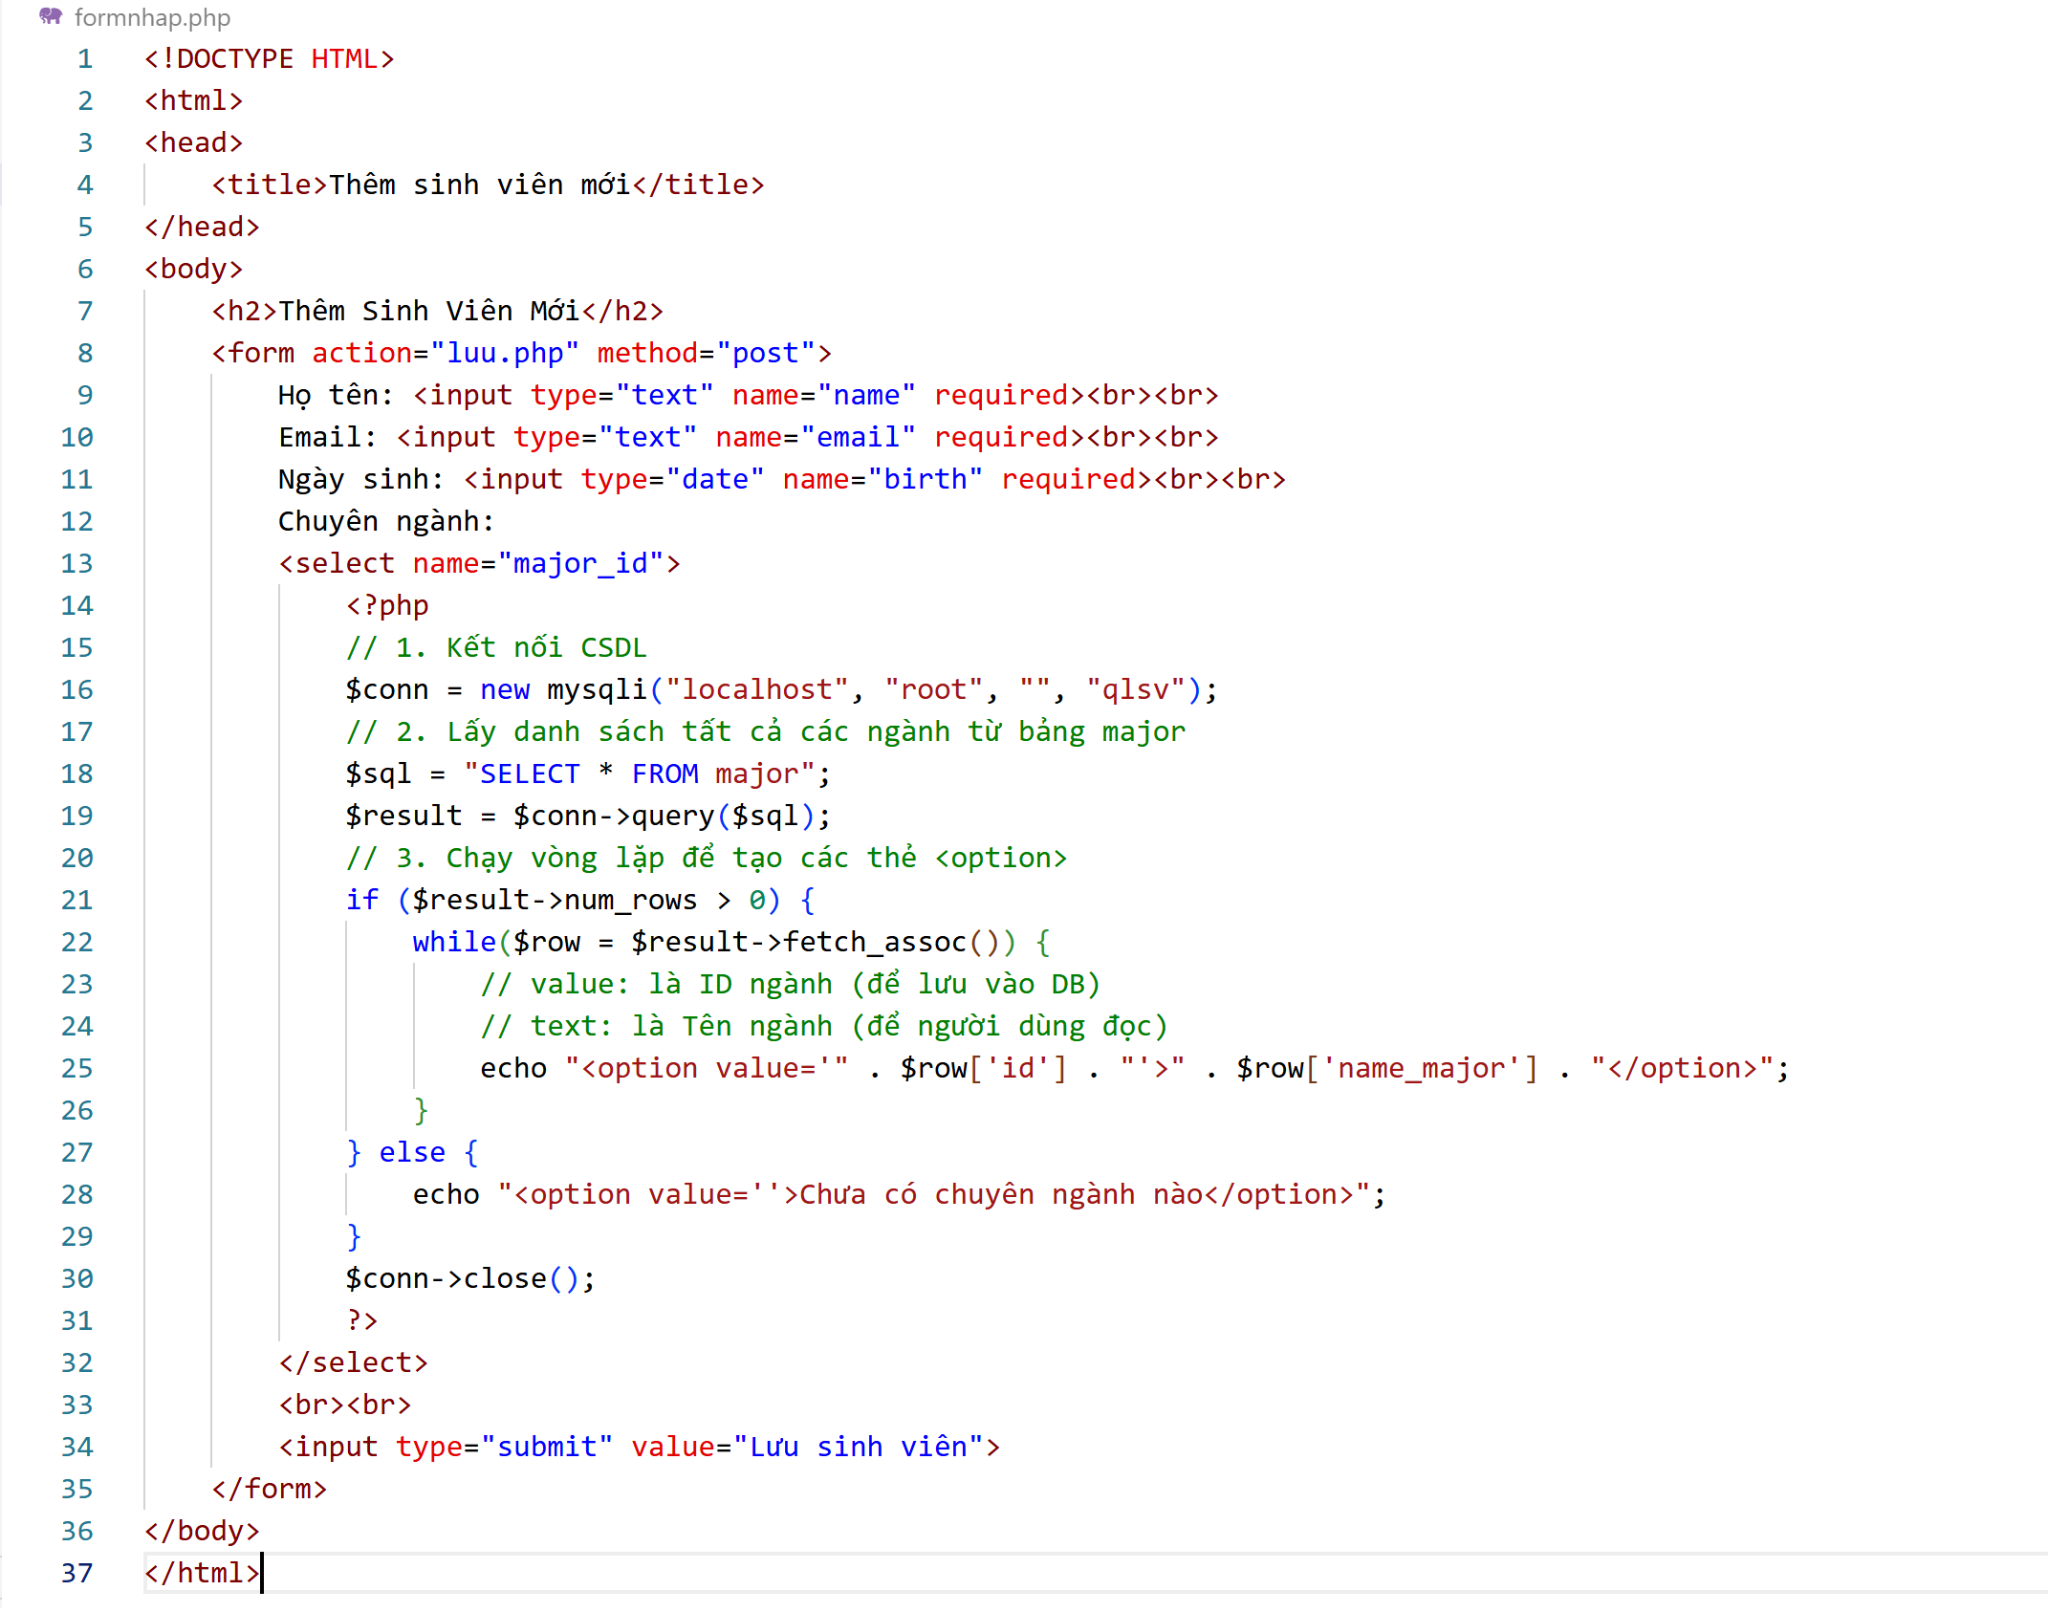 formnhap.php
1 <!DOCTYPE HTML>
2 <html>
3 <head>
4 <title>Thêm sinh viên mới</title>
5 </head>
6 <body>
7 <h2>Thêm Sinh Viên Mới</h2>
8 <form action="luu.php" method="post">
9 Họ tên: <input type="text" name="name" required><br><br>
10 Email: <input type="text" name="email" required><br><br>
11 Ngày sinh: <input type="date" name="birth" required><br><br>
12 Chuyên ngành:
13 <select name="major_id">
14 <?php
15 // 1. Kết nối CSDL
16 $conn = new mysqli("localhost", "root", "", "qlsv");
17 // 2. Lấy danh sách tất cả các ngành từ bảng major
18 $sql = "SELECT * FROM major";
19 $result = $conn->query($sql);
20 // 3. Chạy vòng lặp để tạo các thẻ <option>
21 if ($result->num_rows > 0) {
22 while($row = $result->fetch_assoc()) {
23 // value: là ID ngành (để lưu vào DB)
24 // text: là Tên ngành (để người dùng đọc)
25 echo "<option value='" . $row['id'] . "'>" . $row['name_major'] . "</option>";
26 }
27 } else {
28 echo "<option value=''>Chưa có chuyên ngành nào</option>";
29 }
30 $conn->close();
31 ?>
32 </select>
33 <br><br>
34 <input type="submit" value="Lưu sinh viên">
35 </form>
36 </body>
37 </html>